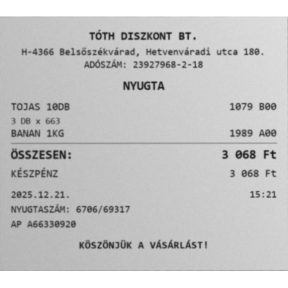 TÓTH DISZKONT BT.
H-4366 Belsőszékvárad, Hetvenváradi utca 180.
ADÓSZÁM: 23927968-2-18
NYUGTA
TOJAS 10DB 1079 B00
3 DB x 663
BANAN 1KG 1989 A00
ÖSSZESEN: 3 068 Ft
KÉSZPÉNZ 3 068 Ft
2025.12.21. 15:21
NYUGTASZÁM: 6706/69317
AP A66330920
KÖSZÖNJÜK A VÁSÁRLÁST!